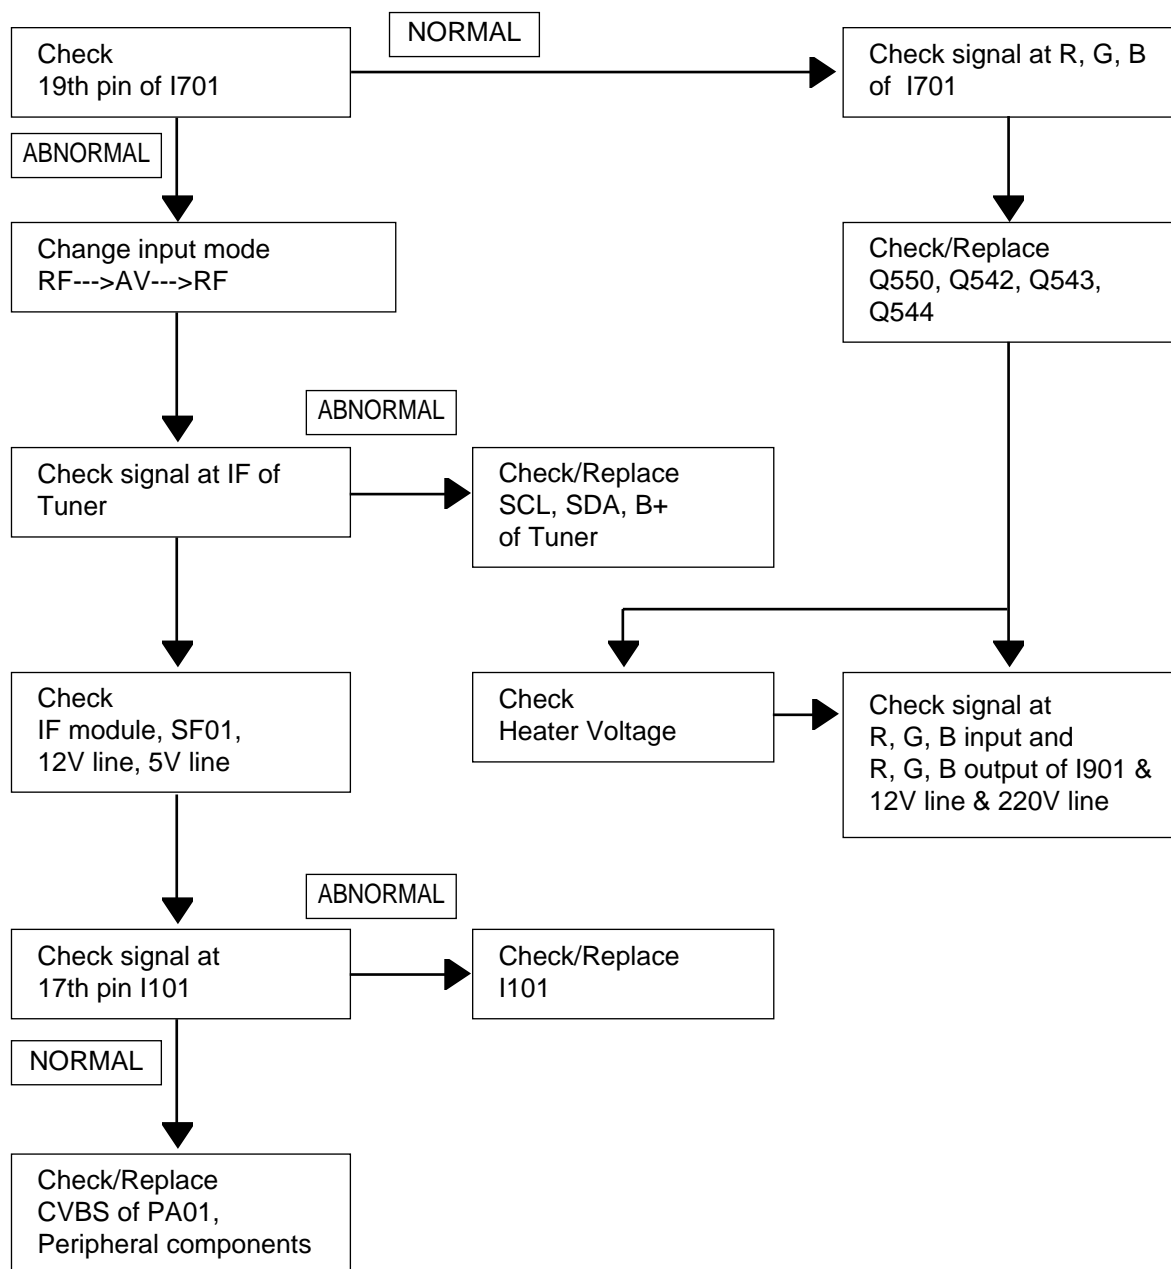 NORMAL
Check
19th pin of I701
Check signal at R, G, B
of I701
ABNORMAL
Change input mode
RF--->AV--->RF
Check/Replace
Q550, Q542, Q543,
Q544
ABNORMAL
Check signal at IF of
Tuner
Check/Replace
SCL, SDA, B+
of Tuner
Check
IF module, SF01,
12V line, 5V line
Check
Heater Voltage
Check signal at
R, G, B input and
R, G, B output of I901 &
12V line & 220V line
ABNORMAL
Check signal at
17th pin I101
Check/Replace
I101
NORMAL
Check/Replace
CVBS of PA01,
Peripheral components